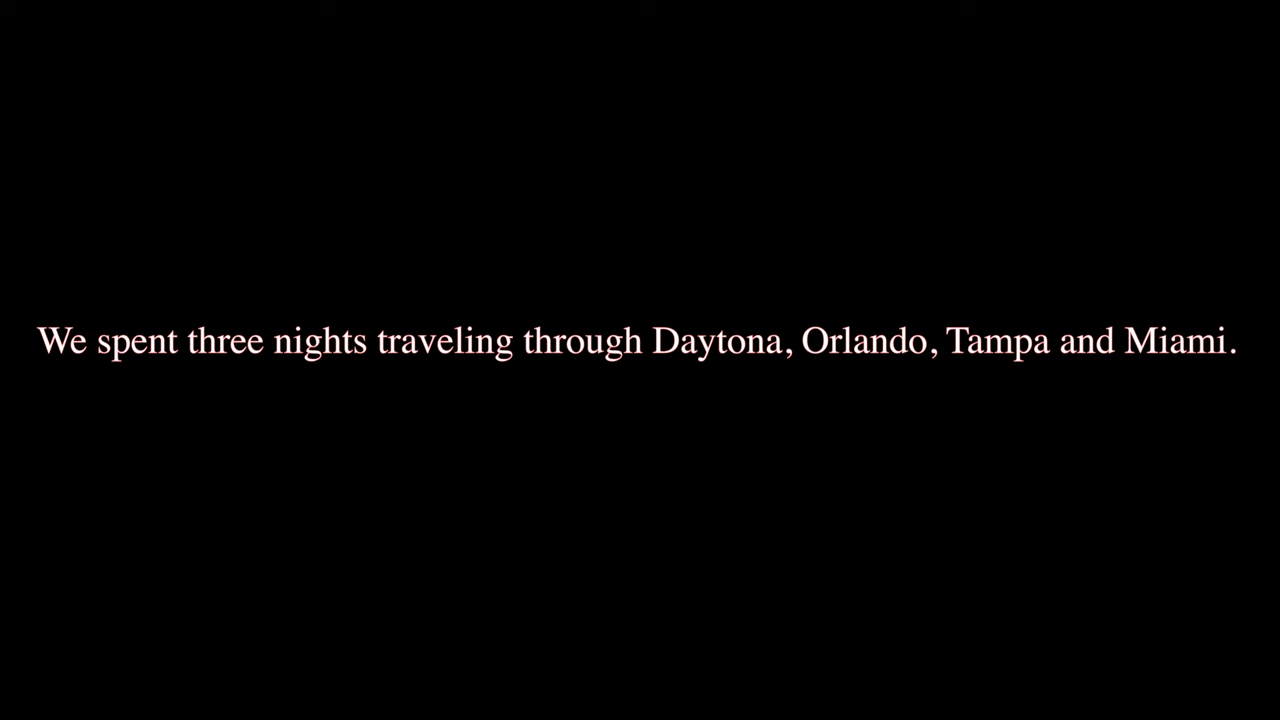 We spent three nights traveling through Daytona, Orlando, Tampa and Miami.